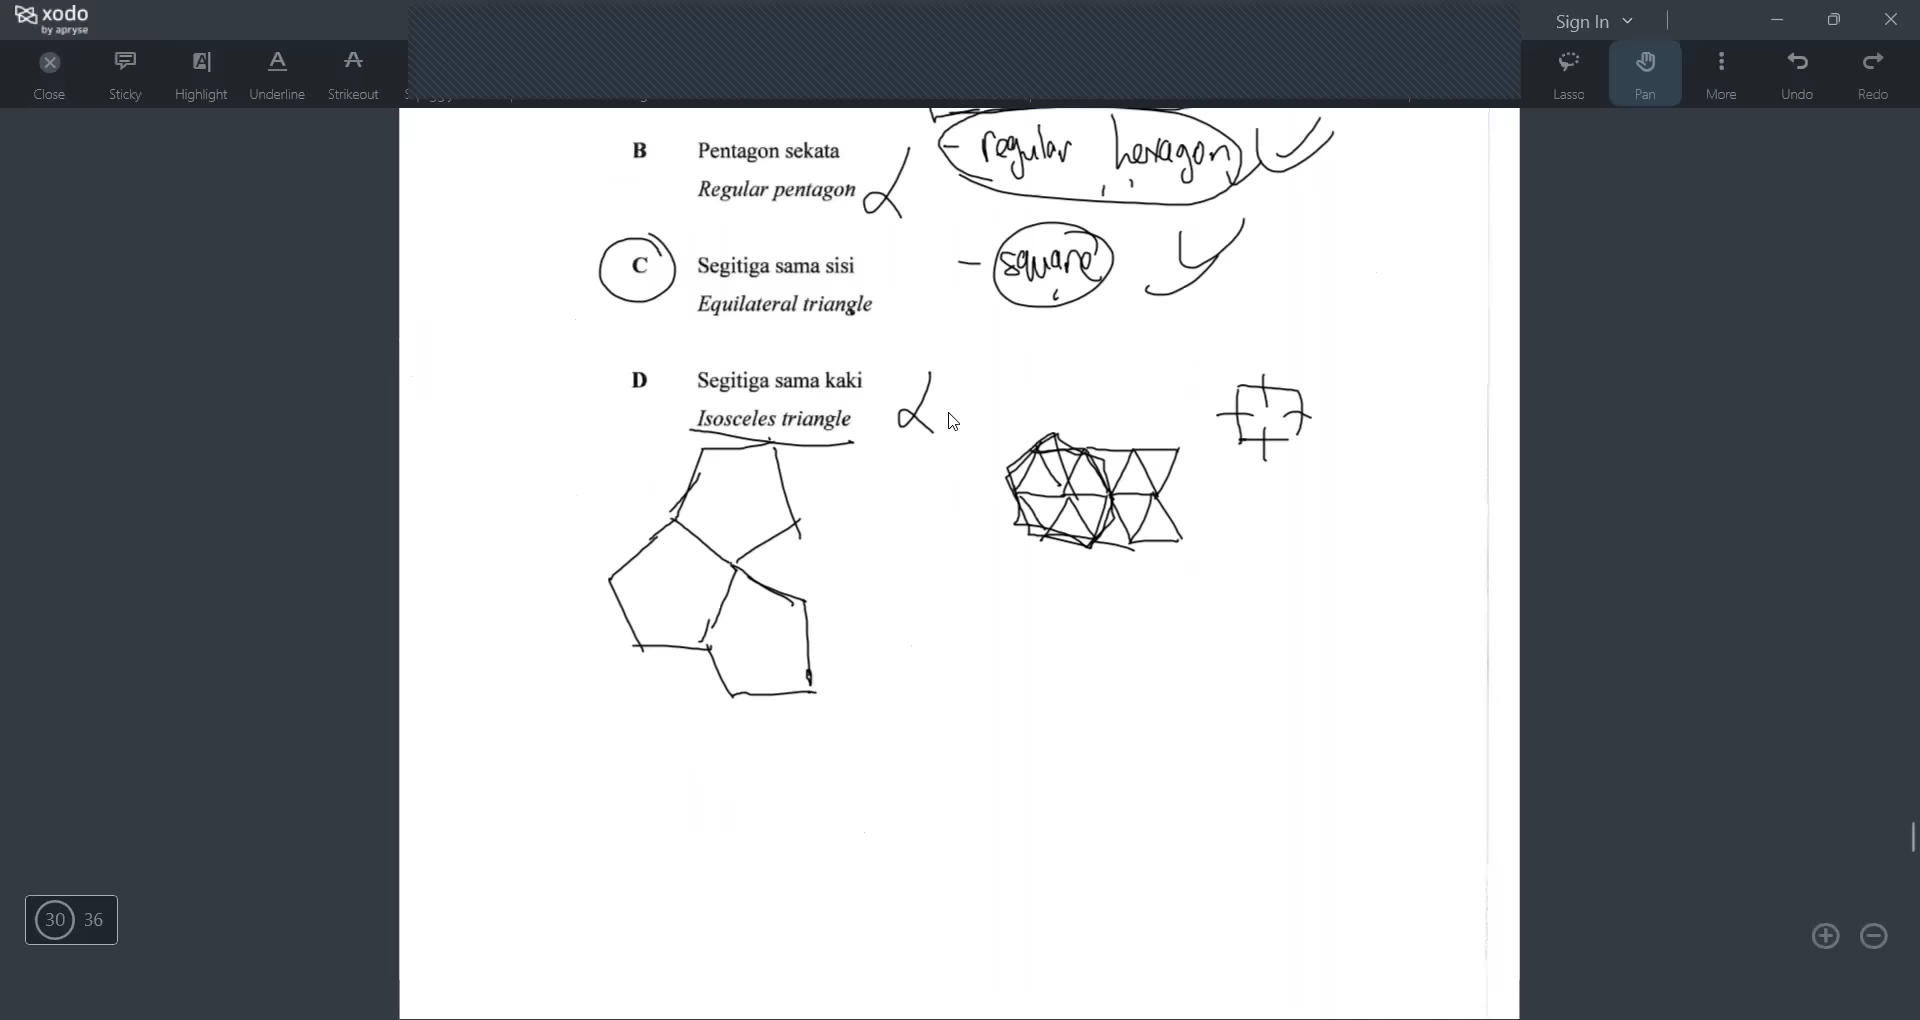 xodo
by apryse
Sign In
Close
Sticky
Highlight
Underline
Strikeout
Lasso
Pan
More
Undo
Redo
B Pentagon sekata
Regular pentagon
- regular hexagon
C Segitiga sama sisi
Equilateral triangle
- square
D Segitiga sama kaki
Isosceles triangle
30 36